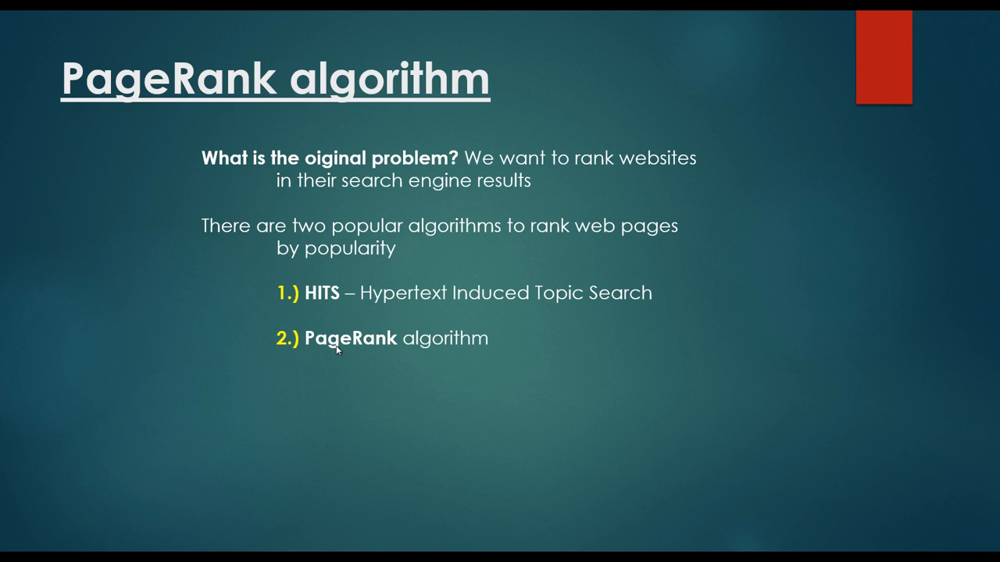 PageRank algorithm
What is the oiginal problem? We want to rank websites
in their search engine results
There are two popular algorithms to rank web pages
by popularity
1.) HITS – Hypertext Induced Topic Search
2.) PageRank algorithm